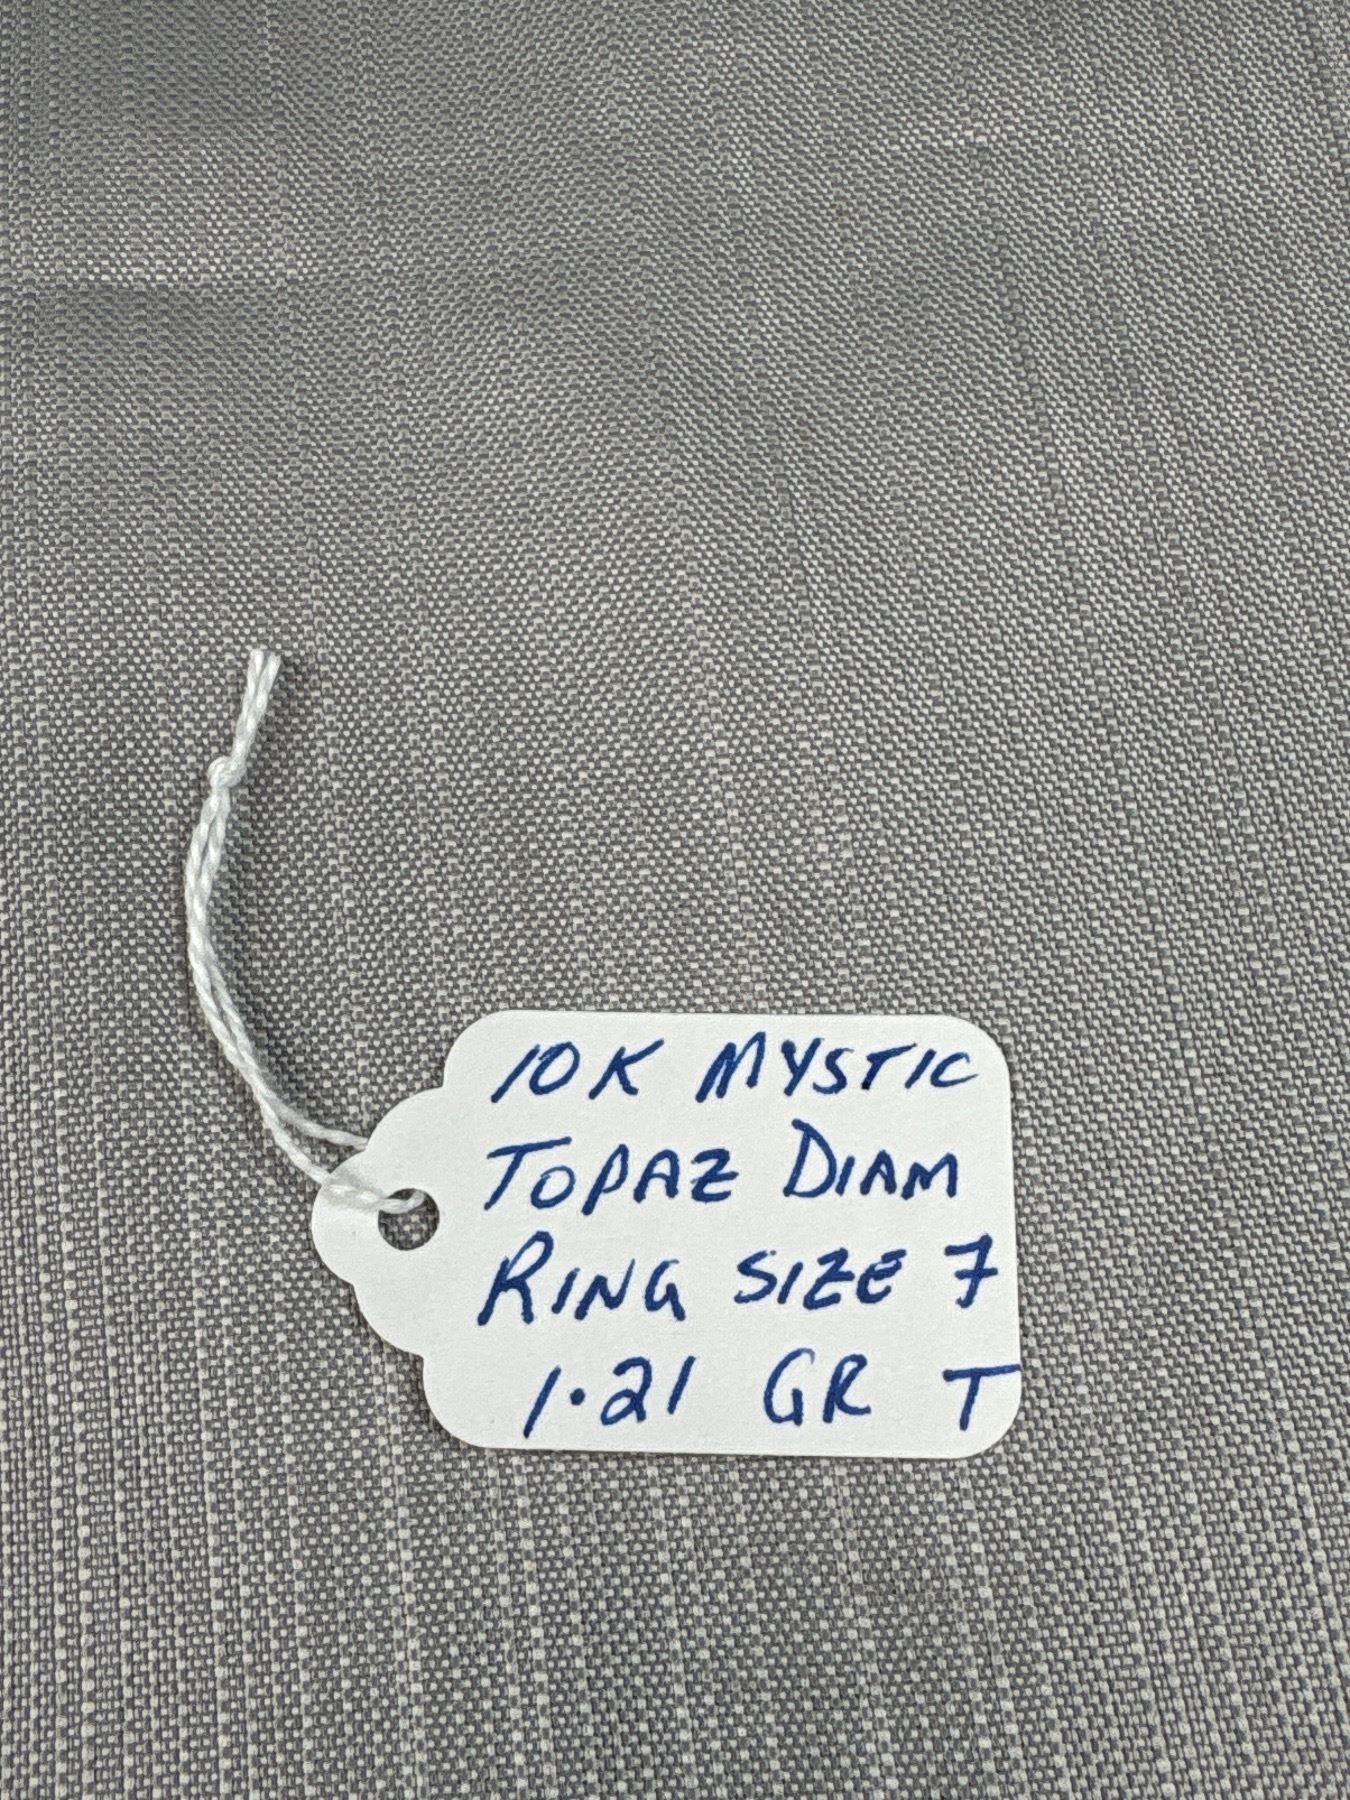 10K MYSTIC
TOPAZ DIAM
RING SIZE 7
1.21 GR T